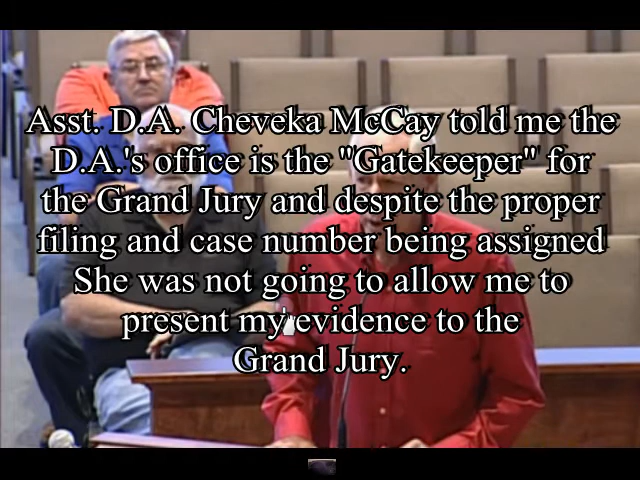 Asst. D.A. Cheveka McCay told me the
D.A.'s office is the "Gatekeeper" for
the Grand Jury and despite the proper
filing and case number being assigned
She was not going to allow me to
present my evidence to the
Grand Jury.